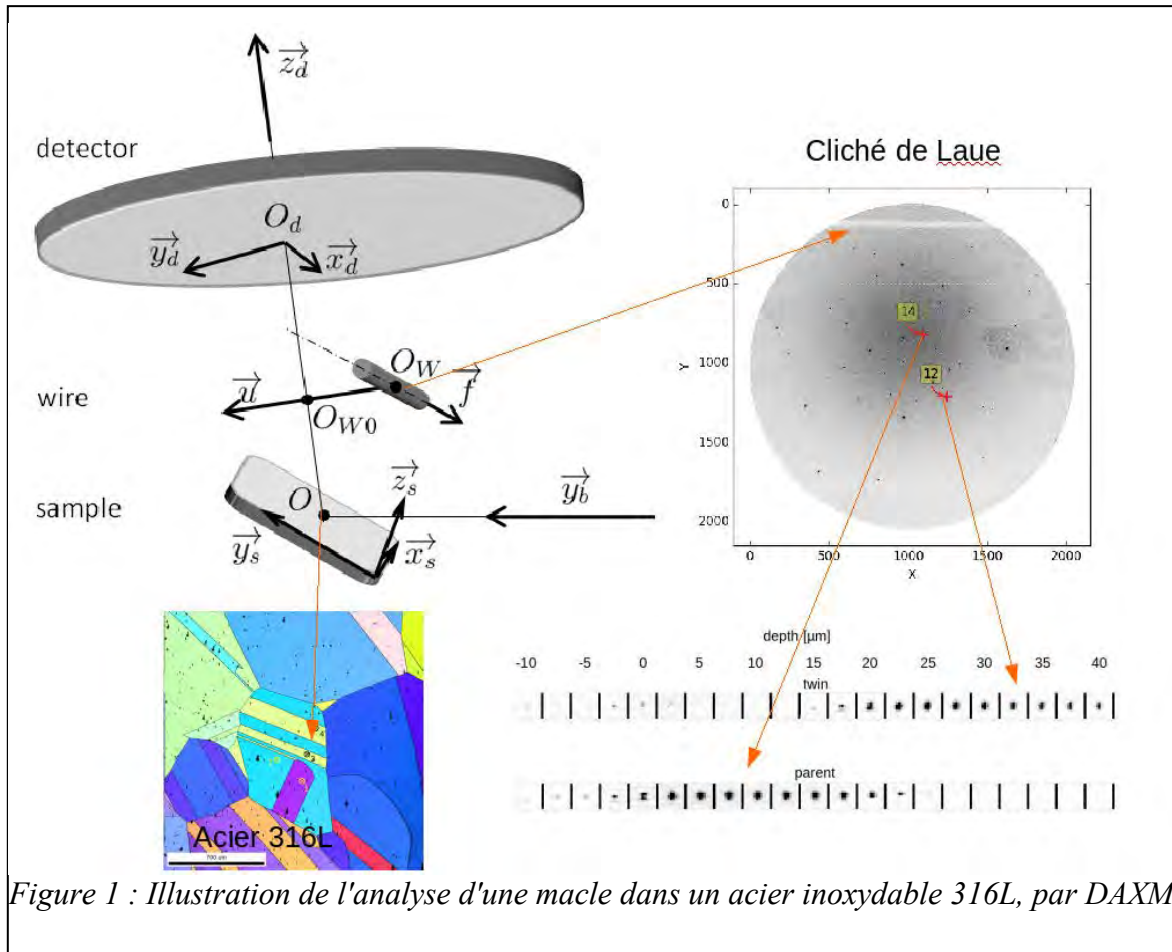 z_d
detector
O_d
y_d
x_d
wire
u
O_W
f
O_W0
sample
O
z_s
y_s
x_s
y_b
Cliché de Laue
0
500
1000
1500
2000
Y
14
12
0 500 1000 1500 2000
X
depth [µm]
-10 -5 0 5 10 15 20 25 30 35 40
twin
parent
Acier 316L
Figure 1 : Illustration de l'analyse d'une macle dans un acier inoxydable 316L, par DAXM